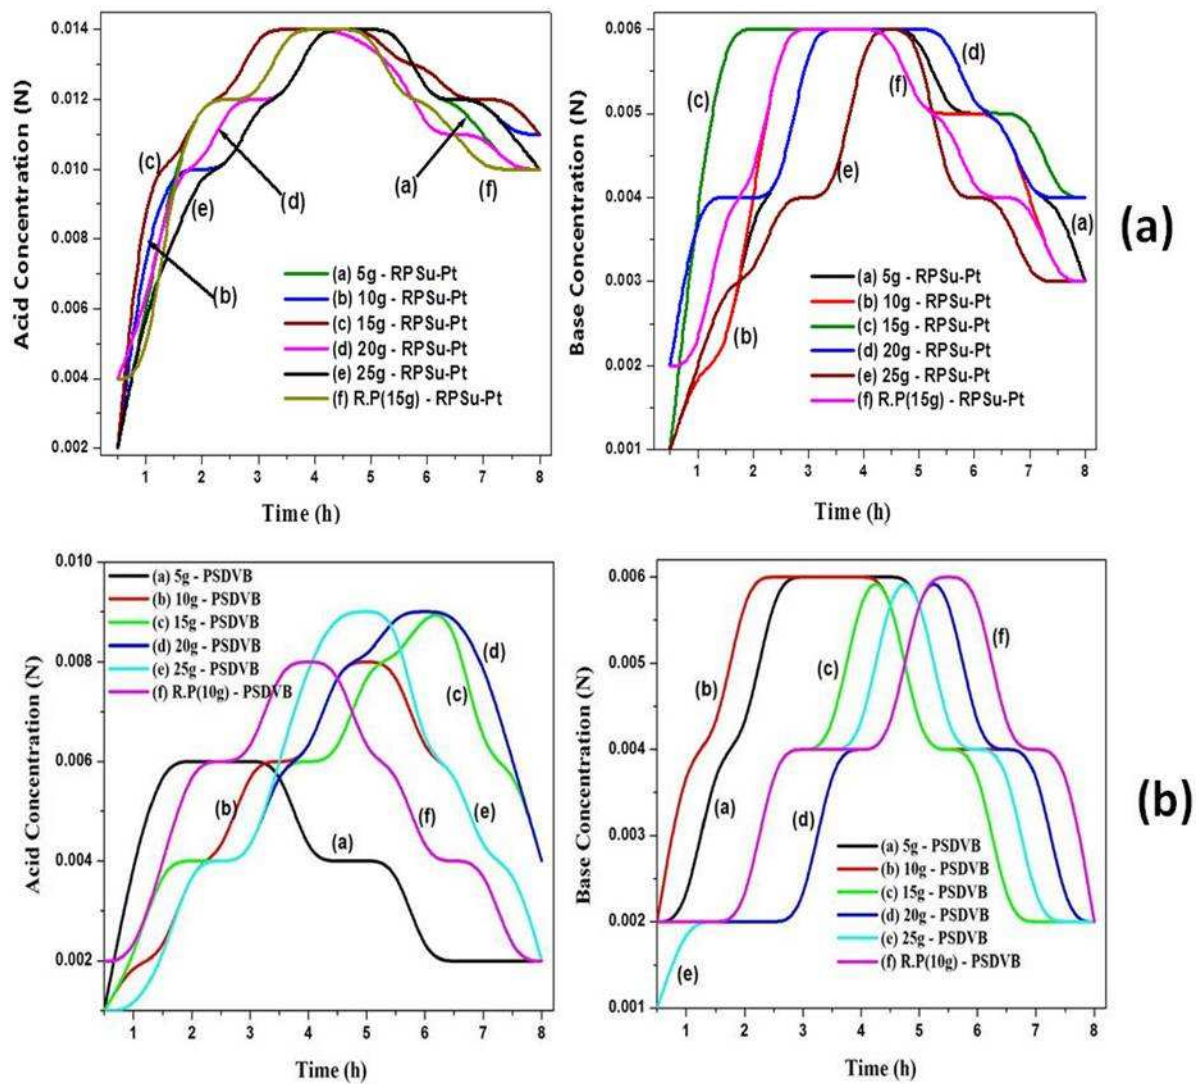 0.014
0.012
0.010
0.008
0.006
0.004
0.002
Acid Concentration (N)
(c)
(b)
(e)
(d)
(a)
(f)
(a) 5g - RPSu-Pt
(b) 10g - RPSu-Pt
(c) 15g - RPSu-Pt
(d) 20g - RPSu-Pt
(e) 25g - RPSu-Pt
(f) R.P(15g) - RPSu-Pt
1 2 3 4 5 6 7 8
Time (h)
0.006
0.005
0.004
0.003
0.002
0.001
Base Concentration (N)
(c)
(b)
(e)
(f)
(d)
(a)
(a) 5g - RPSu-Pt
(b) 10g - RPSu-Pt
(c) 15g - RPSu-Pt
(d) 20g - RPSu-Pt
(e) 25g - RPSu-Pt
(f) R.P(15g) - RPSu-Pt
1 2 3 4 5 6 7 8
Time (h)
(a)
0.010
0.008
0.006
0.004
0.002
Acid Concentration (N)
(a) 5g - PSDVB
(b) 10g - PSDVB
(c) 15g - PSDVB
(d) 20g - PSDVB
(e) 25g - PSDVB
(f) R.P(10g) - PSDVB
(b)
(a)
(f)
(c)
(d)
(e)
1 2 3 4 5 6 7 8
Time (h)
0.006
0.005
0.004
0.003
0.002
0.001
Base Concentration (N)
(b)
(a)
(c)
(d)
(f)
(e)
(a) 5g - PSDVB
(b) 10g - PSDVB
(c) 15g - PSDVB
(d) 20g - PSDVB
(e) 25g - PSDVB
(f) R.P(10g) - PSDVB
1 2 3 4 5 6 7 8
Time (h)
(b)